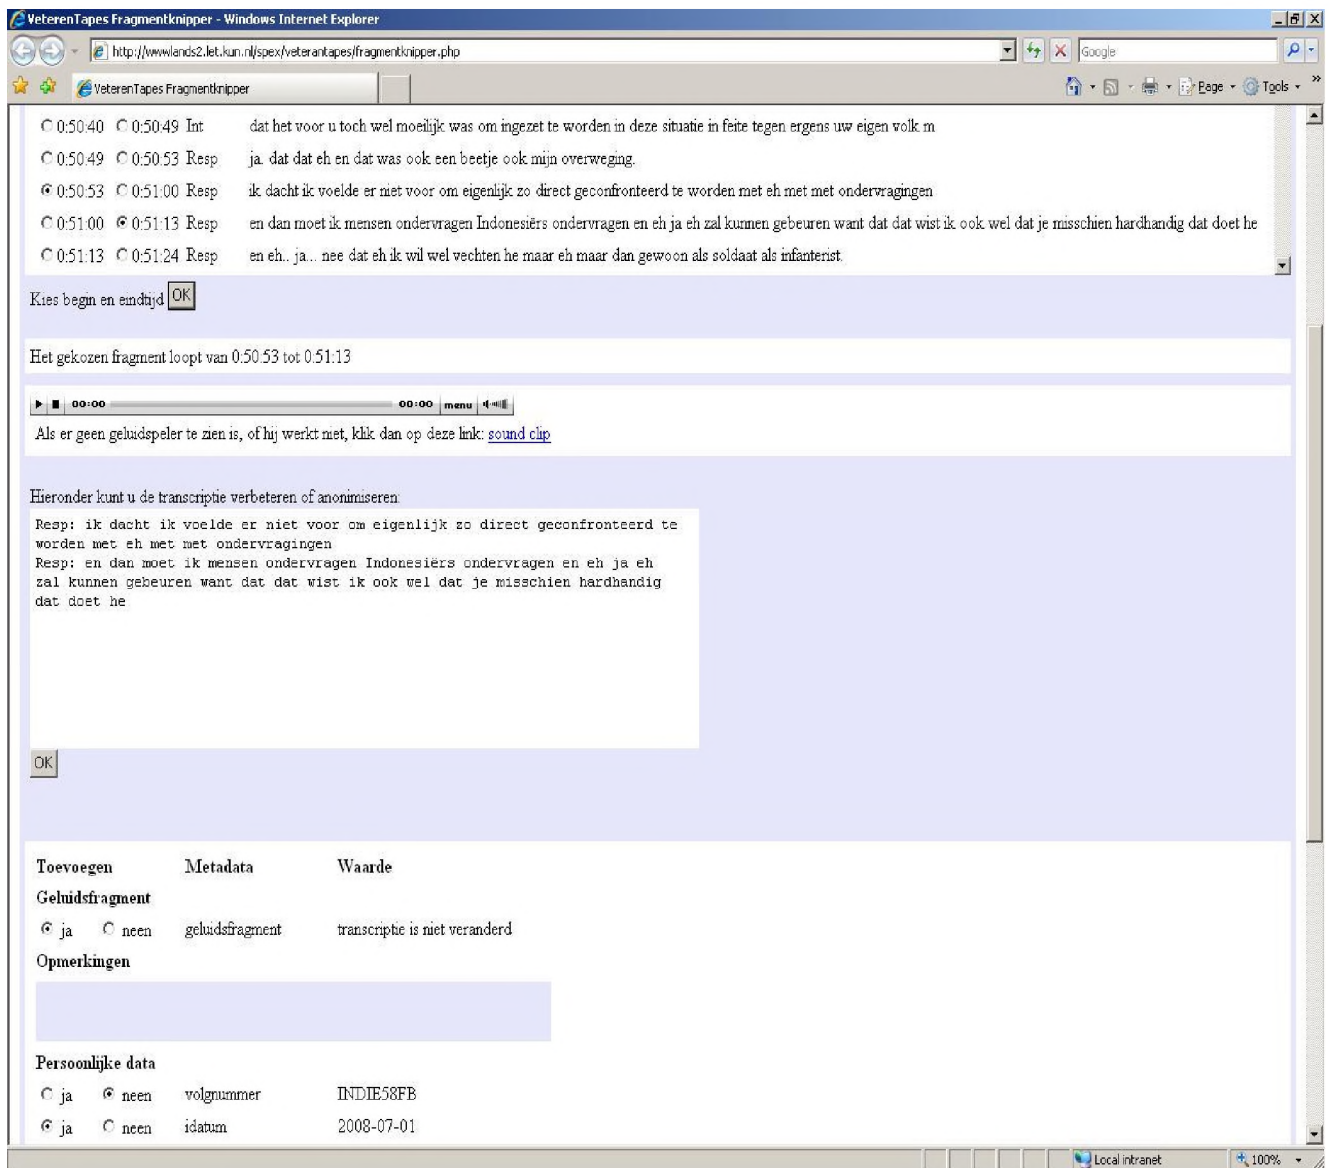 VeterenTapes Fragmentknipper - Windows Internet Explorer
http://wwwlands2.let.kun.nl/spex/veterantapes/fragmentknipper.php
Google
VeterenTapes Fragmentknipper
Page
Tools
0:50:40 0:50:49 Int dat het voor u toch wel moeilijk was om ingezet te worden in deze situatie in feite tegen ergens uw eigen volk m
0:50:49 0:50:53 Resp ja. dat dat eh en dat was ook een beetje ook mijn overweging.
0:50:53 0:51:00 Resp ik dacht ik voelde er niet voor om eigenlijk zo direct geconfronteerd te worden met eh met met ondervragingen
0:51:00 0:51:13 Resp en dan moet ik mensen ondervragen Indonesiërs ondervragen en eh ja eh zal kunnen gebeuren want dat dat wist ik ook wel dat je misschien hardhandig dat doet he
0:51:13 0:51:24 Resp en eh.. ja... nee dat eh ik wil wel vechten he maar eh maar dan gewoon als soldaat als infanterist.
Kies begin en eindtijd OK
Het gekozen fragment loopt van 0:50:53 tot 0:51:13
00:00 00:00 menu
Als er geen geluidspeler te zien is, of hij werkt niet, klik dan op deze link: sound clip
Hieronder kunt u de transcriptie verbeteren of anonimiseren:
Resp: ik dacht ik voelde er niet voor om eigenlijk zo direct geconfronteerd te
worden met eh met met ondervragingen
Resp: en dan moet ik mensen ondervragen Indonesiërs ondervragen en eh ja eh
zal kunnen gebeuren want dat dat wist ik ook wel dat je misschien hardhandig
dat doet he
OK
Toevoegen Metadata Waarde
Geluidsfragment
ja neen geluidsfragment transcriptie is niet veranderd
Opmerkingen
Persoonlijke data
ja neen volgnummer INDIE58FB
ja neen idatum 2008-07-01
Local intranet 100%